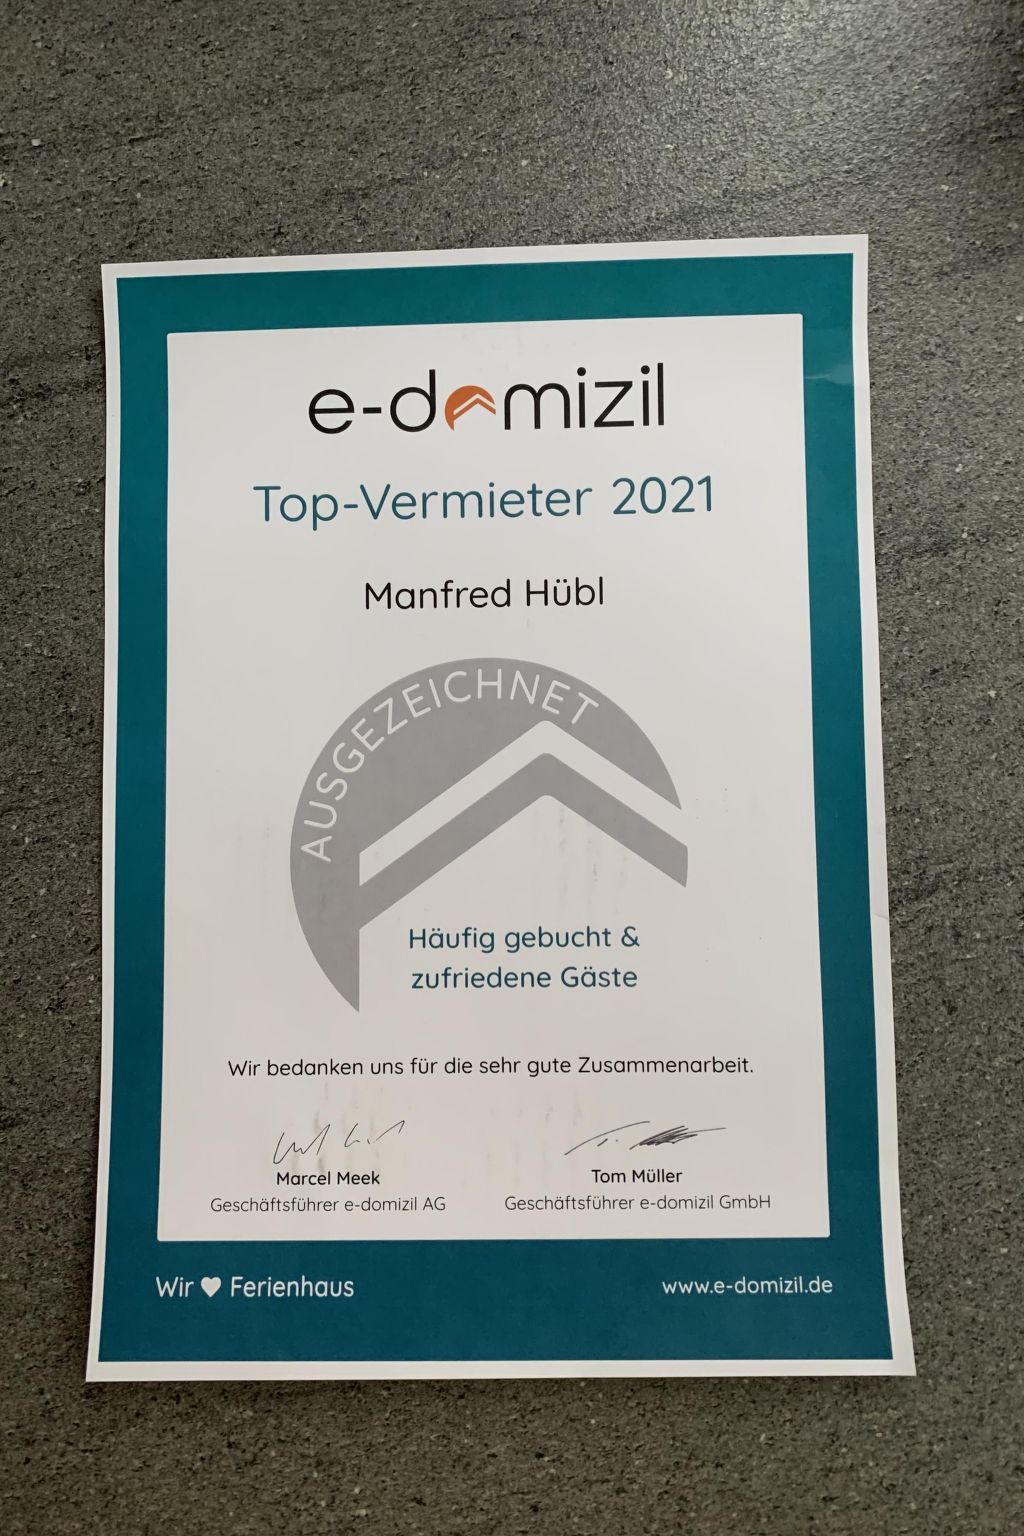 e-domizil
Top-Vermieter 2021
Manfred Hübl
AUSGEZEICHNET
Häufig gebucht &
zufriedene Gäste
Wir bedanken uns für die sehr gute Zusammenarbeit.
Marcel Meek
Geschäftsführer e-domizil AG
Tom Müller
Geschäftsführer e-domizil GmbH
Wir ♥ Ferienhaus
www.e-domizil.de